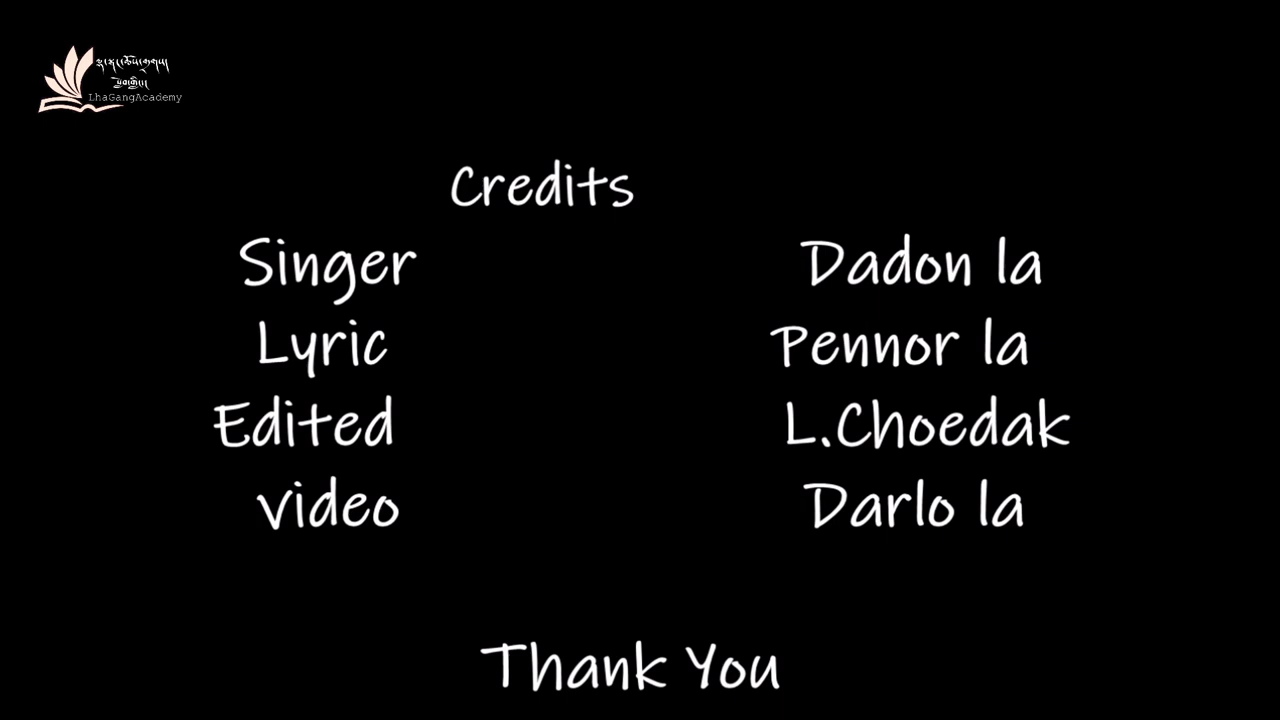 LhaGangAcademy
Credits
Singer Dadon la
Lyric Pennor la
Edited L.Choedak
video Darlo la
Thank You